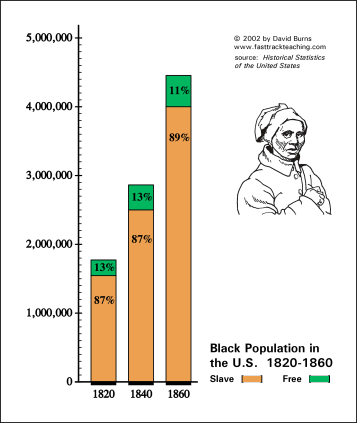 © 2002 by David Burns
www.fasttrackteaching.com
source: Historical Statistics
of the United States
5,000,000
4,000,000
3,000,000
2,000,000
1,000,000
0
11%
89%
13%
87%
13%
87%
1820 1840 1860
Black Population in
the U.S. 1820-1860
Slave Free